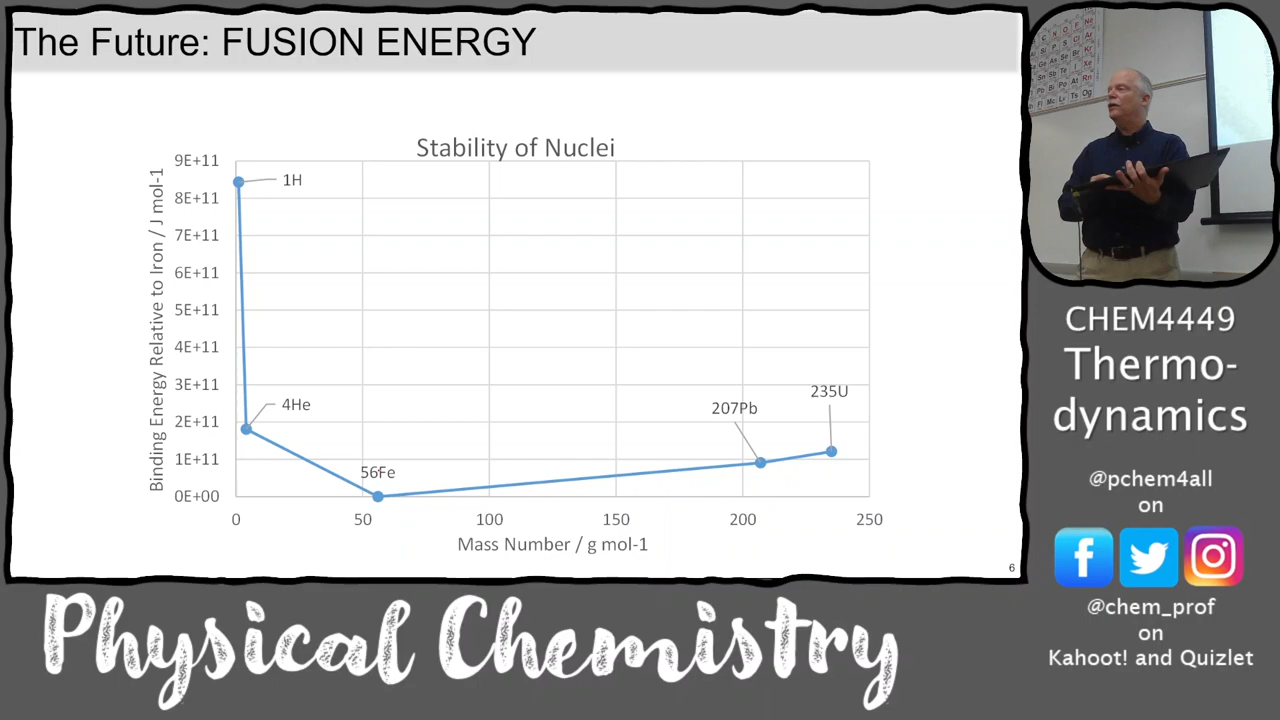 The Future: FUSION ENERGY
Stability of Nuclei
Binding Energy Relative to Iron / J mol-1
9E+11
8E+11
7E+11
6E+11
5E+11
4E+11
3E+11
2E+11
1E+11
0E+00
1H
4He
56Fe
207Pb
235U
0
50
100
150
200
250
Mass Number / g mol-1
6
CHEM4449
Thermo-
dynamics
@pchem4all
on
@chem_prof
on
Kahoot! and Quizlet
Physical Chemistry